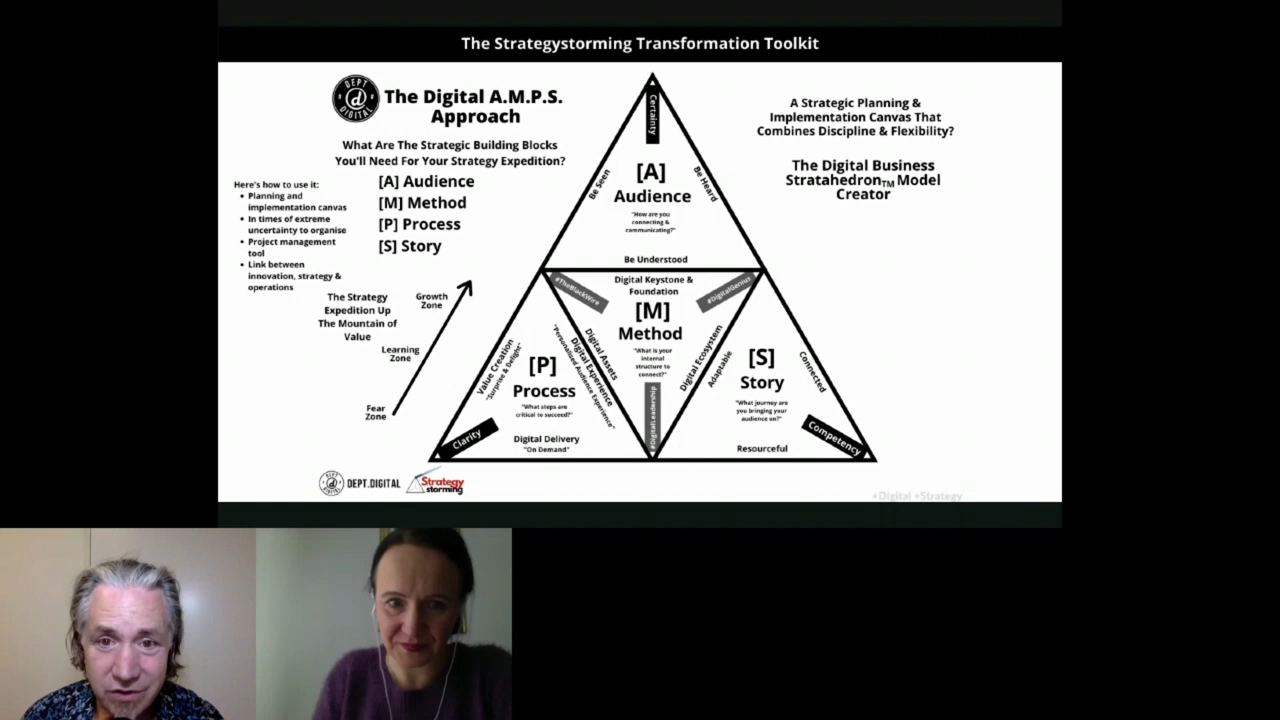 The Strategystorming Transformation Toolkit
DEPT
DIGITAL
The Digital A.M.P.S.
Approach
What Are The Strategic Building Blocks
You'll Need For Your Strategy Expedition?
[A] Audience
[M] Method
[P] Process
[S] Story
Here's how to use it:
• Planning and
implementation canvas
• In times of extreme
uncertainty to organise
• Project management
tool
• Link between
innovation, strategy &
operations
The Strategy
Expedition Up
The Mountain of
Value
Growth
Zone
Learning
Zone
Fear
Zone
A Strategic Planning &
Implementation Canvas That
Combines Discipline & Flexibility?
The Digital Business
Stratahedron™ Model
Creator
Certainty
Be Seen
Be Heard
[A]
Audience
"How are you
connecting &
communicating?"
Be Understood
Digital Keystone &
Foundation
#TheBlackWire
#DigitalGenius
[M]
Method
"What is your
internal
structure to
connect?"
#DigitalLeadership
Digital Assets
Digital Ecosystem
Value Creation
"Surprise & Delight"
[P]
Process
"What steps are
critical to succeed?"
Digital Experience
"Personalised Audience Experience"
Clarity
Digital Delivery
"On Demand"
Adaptable
Connected
[S]
Story
"What journey are
you bringing your
audience on?"
Resourceful
Competency
DEPT.DIGITAL
Strategy
storming
+Digital +Strategy